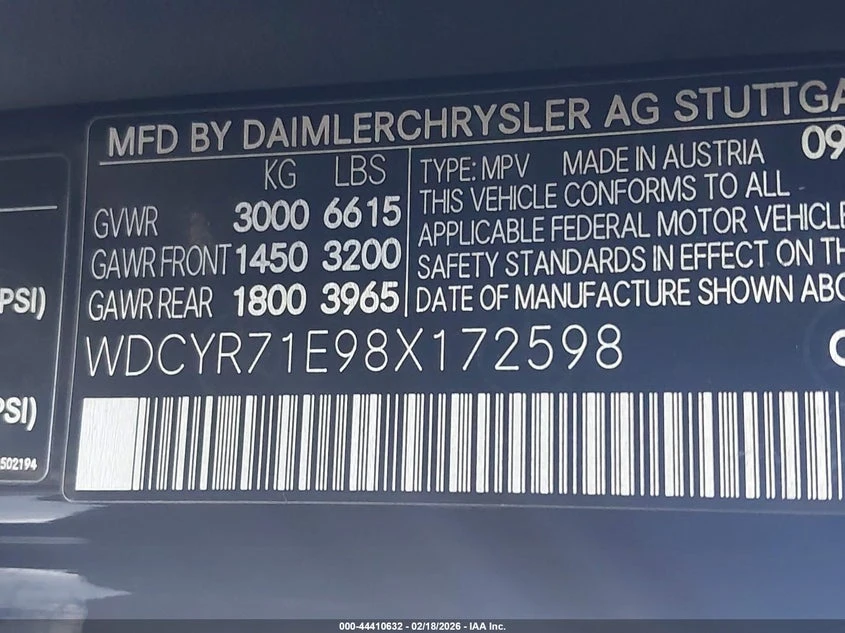 MFD BY DAIMLERCHRYSLER AG STUTTGA
09
KG LBS
GVWR 3000 6615
GAWR FRONT 1450 3200
GAWR REAR 1800 3965
TYPE: MPV MADE IN AUSTRIA
THIS VEHICLE CONFORMS TO ALL
APPLICABLE FEDERAL MOTOR VEHICLE
SAFETY STANDARDS IN EFFECT ON TH
DATE OF MANUFACTURE SHOWN ABO
WDCYR71E98X172598
PSI)
PSI)
502194
000-44410632 - 02/18/2026 - IAA Inc.